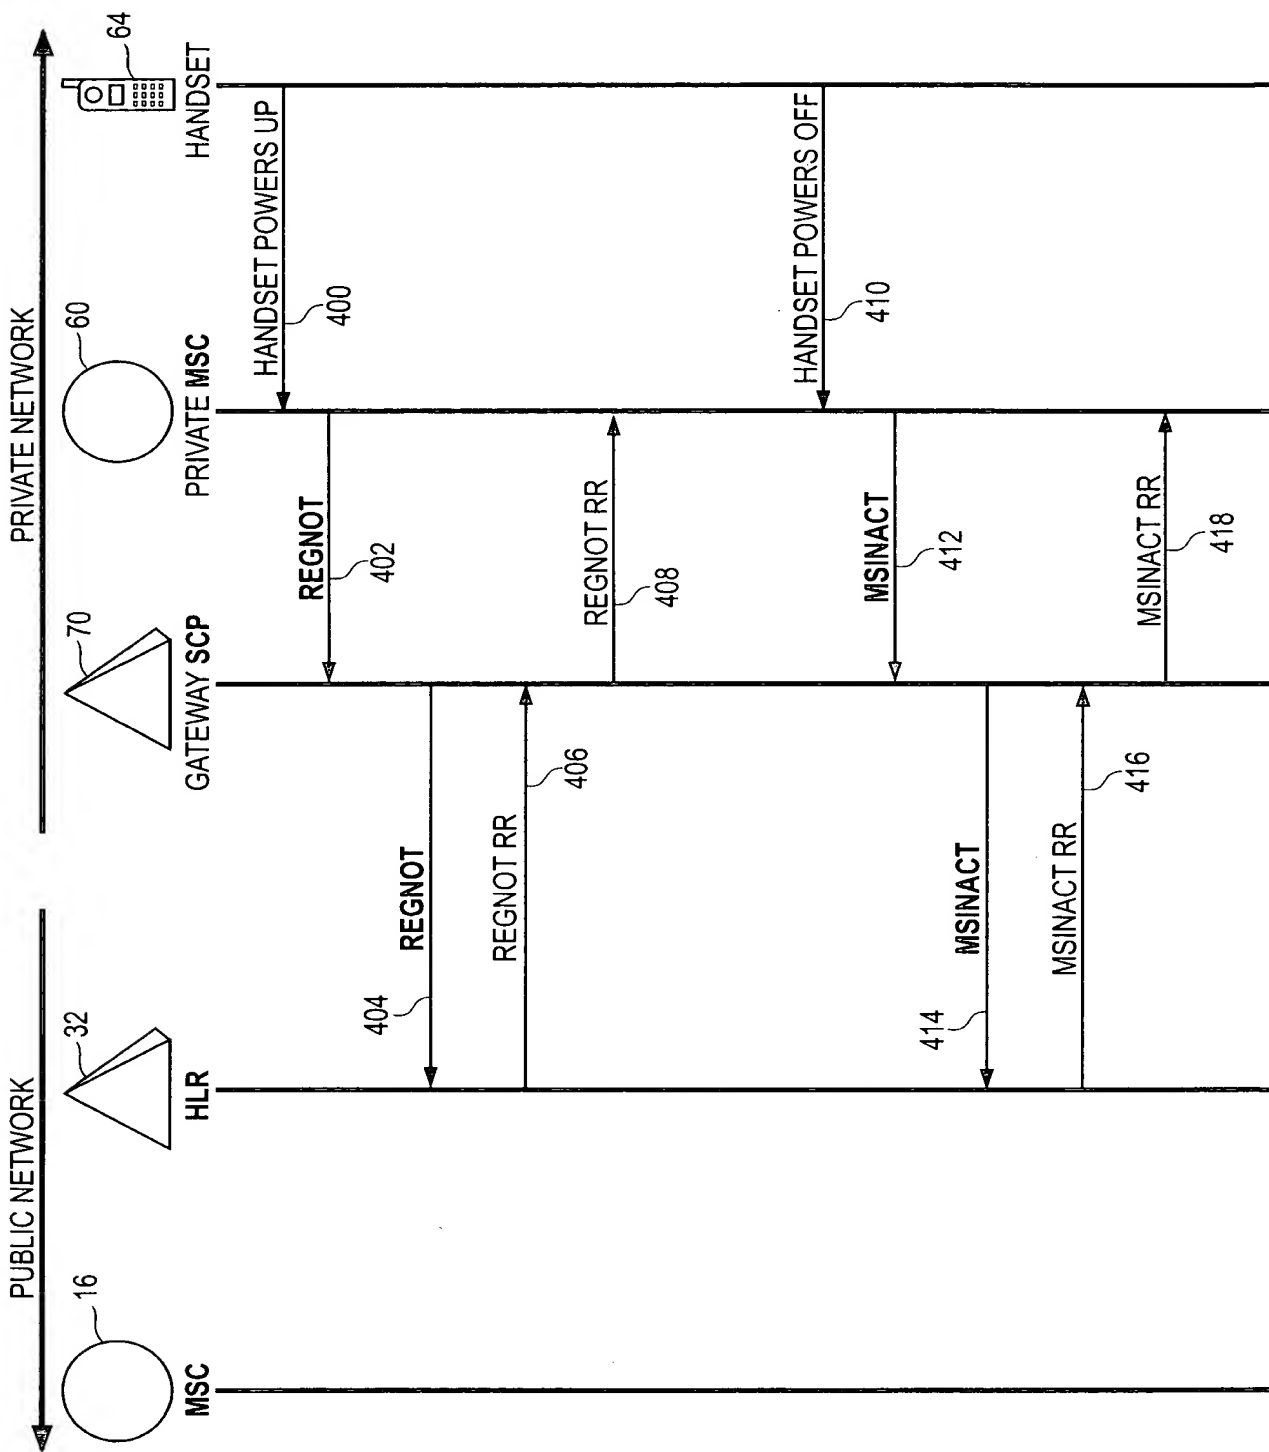 PUBLIC NETWORK
PRIVATE NETWORK
16
32
70
60
64
MSC
HLR
GATEWAY SCP
PRIVATE MSC
HANDSET
HANDSET POWERS UP
400
REGNOT
402
REGNOT
404
REGNOT RR
406
REGNOT RR
408
HANDSET POWERS OFF
410
MSINACT
412
MSINACT
414
MSINACT RR
416
MSINACT RR
418